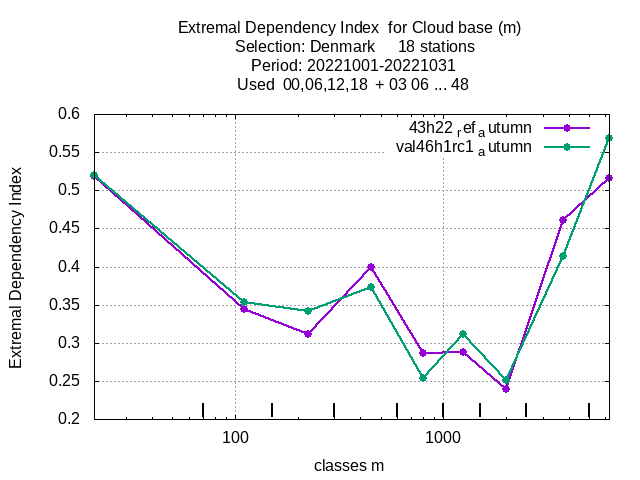 Extremal Dependency Index  for Cloud base (m)
Selection: Denmark     18 stations
Period: 20221001-20221031
Used  00,06,12,18  + 03 06 ... 48
43h22 ref autumn
val46h1rc1 autumn
0.6
0.55
0.5
0.45
0.4
0.35
0.3
0.25
0.2
Extremal Dependency Index
100 1000
classes m